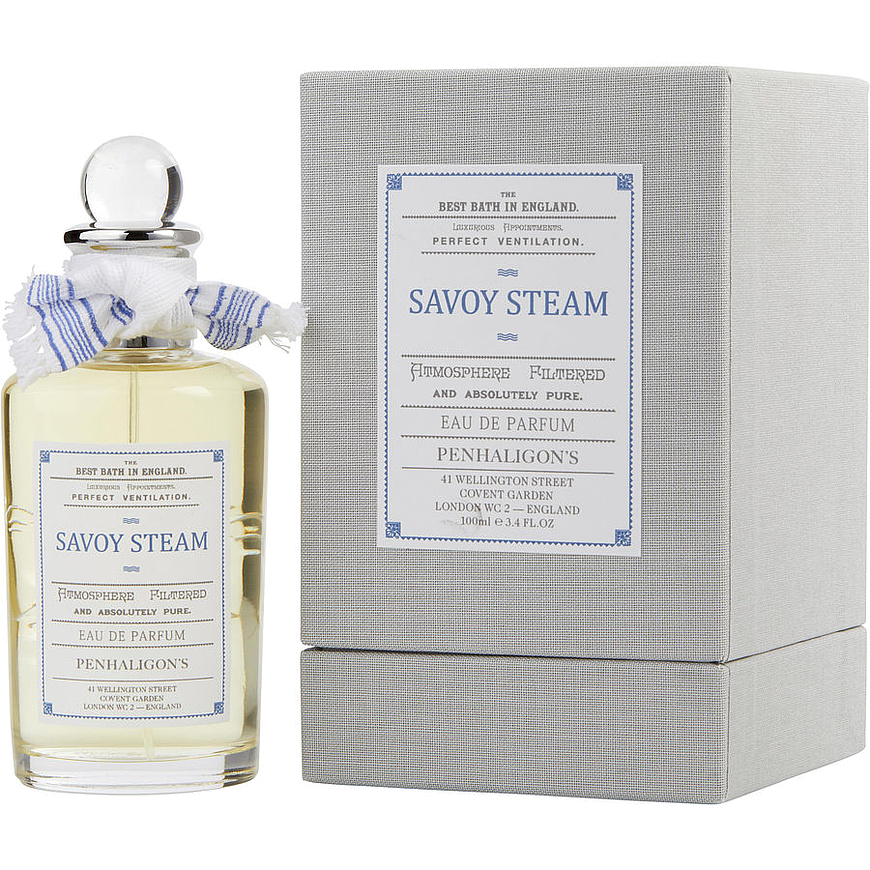 THE
BEST BATH IN ENGLAND.
LUXURIOUS APPOINTMENTS.
PERFECT VENTILATION.
SAVOY STEAM
ATMOSPHERE FILTERED
AND ABSOLUTELY PURE.
EAU DE PARFUM
PENHALIGON'S
41 WELLINGTON STREET
COVENT GARDEN
LONDON WC 2 — ENGLAND
THE
BEST BATH IN ENGLAND.
LUXURIOUS APPOINTMENTS.
PERFECT VENTILATION.
SAVOY STEAM
ATMOSPHERE FILTERED
AND ABSOLUTELY PURE.
EAU DE PARFUM
PENHALIGON'S
41 WELLINGTON STREET
COVENT GARDEN
LONDON WC 2 — ENGLAND
100ml e 3.4 FL.OZ